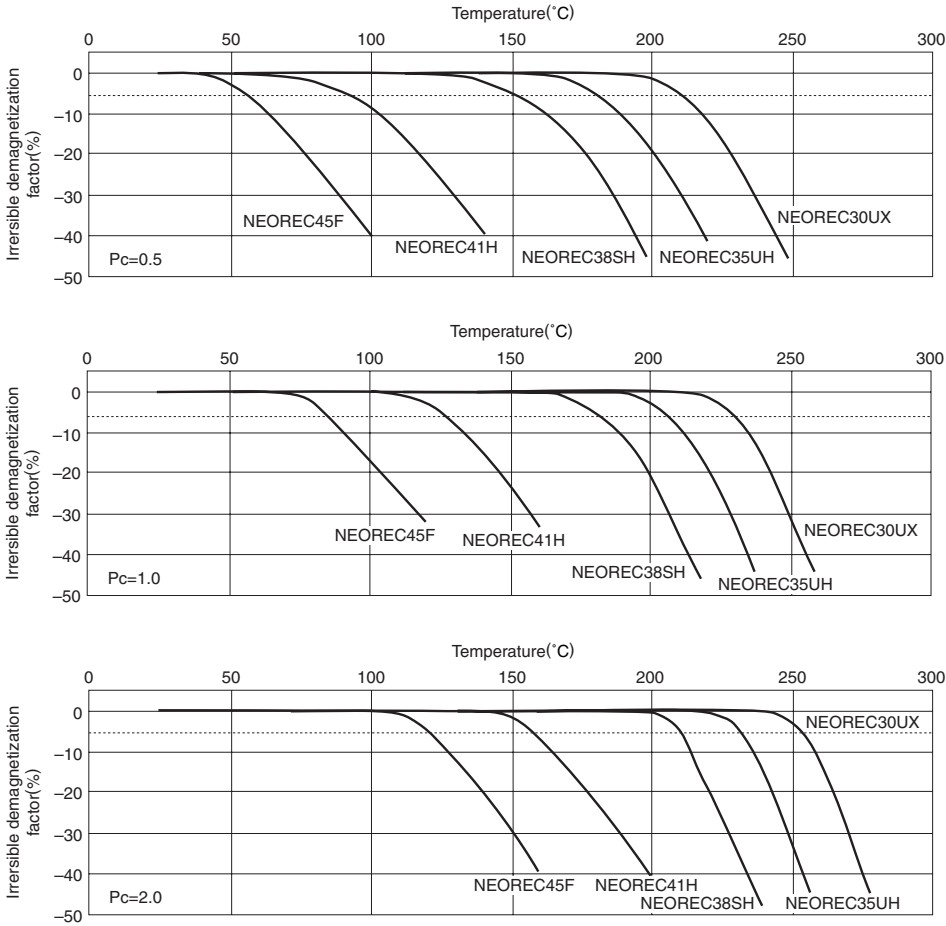 Temperature(˚C)
0 50 100 150 200 250 300
Irrersible demagnetization
factor(%)
0
–10
–20
–30
–40
–50
NEOREC45F
NEOREC41H
NEOREC38SH
NEOREC35UH
NEOREC30UX
Pc=0.5
Temperature(˚C)
0 50 100 150 200 250 300
Irrersible demagnetization
factor(%)
0
–10
–20
–30
–40
–50
NEOREC45F
NEOREC41H
NEOREC38SH
NEOREC35UH
NEOREC30UX
Pc=1.0
Temperature(˚C)
0 50 100 150 200 250 300
Irrersible demagnetization
factor(%)
0
–10
–20
–30
–40
–50
NEOREC30UX
NEOREC45F
NEOREC41H
NEOREC38SH
NEOREC35UH
Pc=2.0